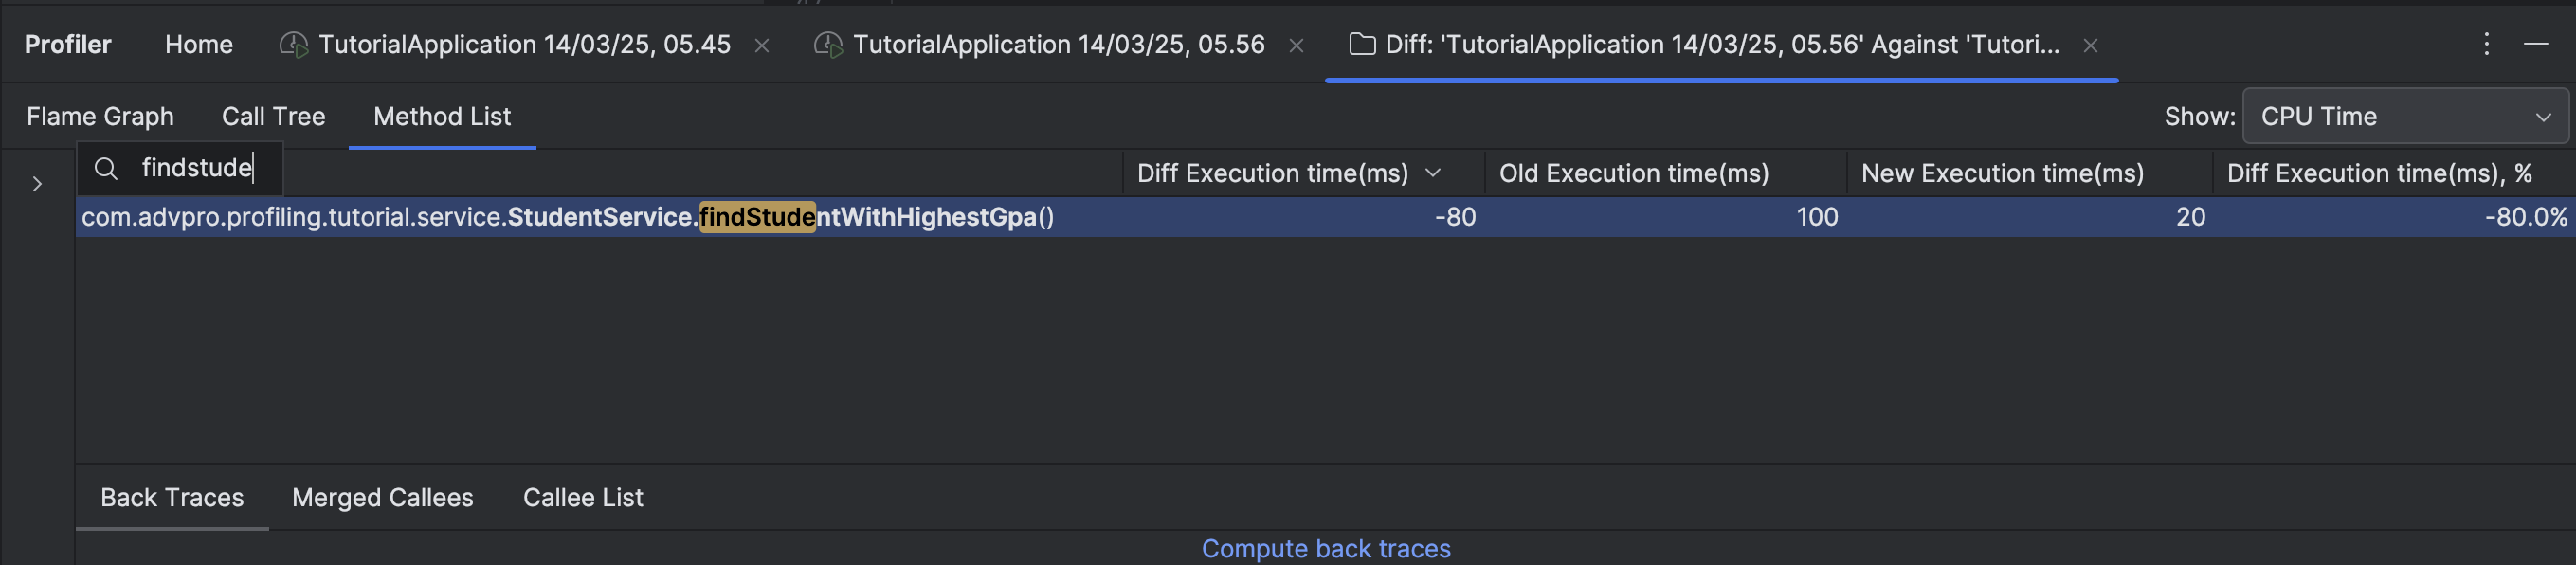 Profiler Home TutorialApplication 14/03/25, 05.45 TutorialApplication 14/03/25, 05.56 Diff: 'TutorialApplication 14/03/25, 05.56' Against 'Tutori...
Flame Graph Call Tree Method List Show: CPU Time
findstude Diff Execution time(ms) Old Execution time(ms) New Execution time(ms) Diff Execution time(ms), %
com.advpro.profiling.tutorial.service.StudentService.findStudentWithHighestGpa() -80 100 20 -80.0%
Back Traces Merged Callees Callee List
Compute back traces